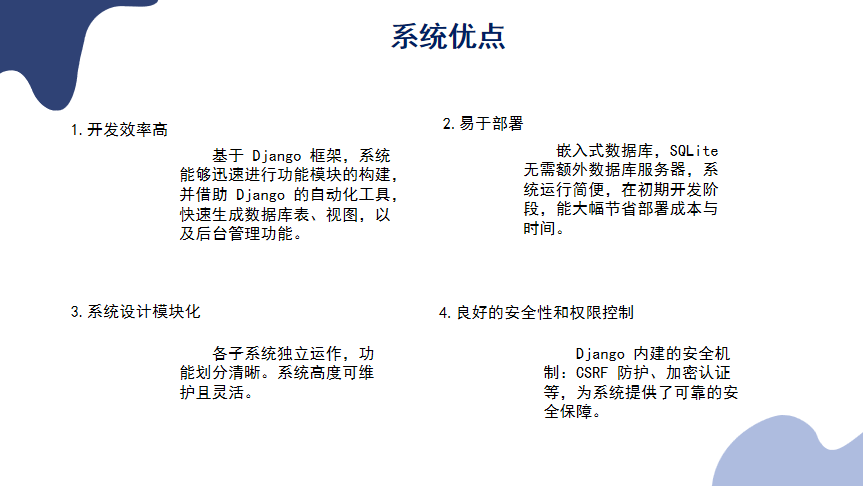 系统优点
1.开发效率高
基于 Django 框架，系统
能够迅速进行功能模块的构建，
并借助 Django 的自动化工具，
快速生成数据库表、视图，以
及后台管理功能。
2.易于部署
嵌入式数据库，SQLite
无需额外数据库服务器，系
统运行简便，在初期开发阶
段，能大幅节省部署成本与
时间。
3.系统设计模块化
各子系统独立运作，功
能划分清晰。系统高度可维
护且灵活。
4.良好的安全性和权限控制
Django 内建的安全机
制：CSRF 防护、加密认证
等，为系统提供了可靠的安
全保障。